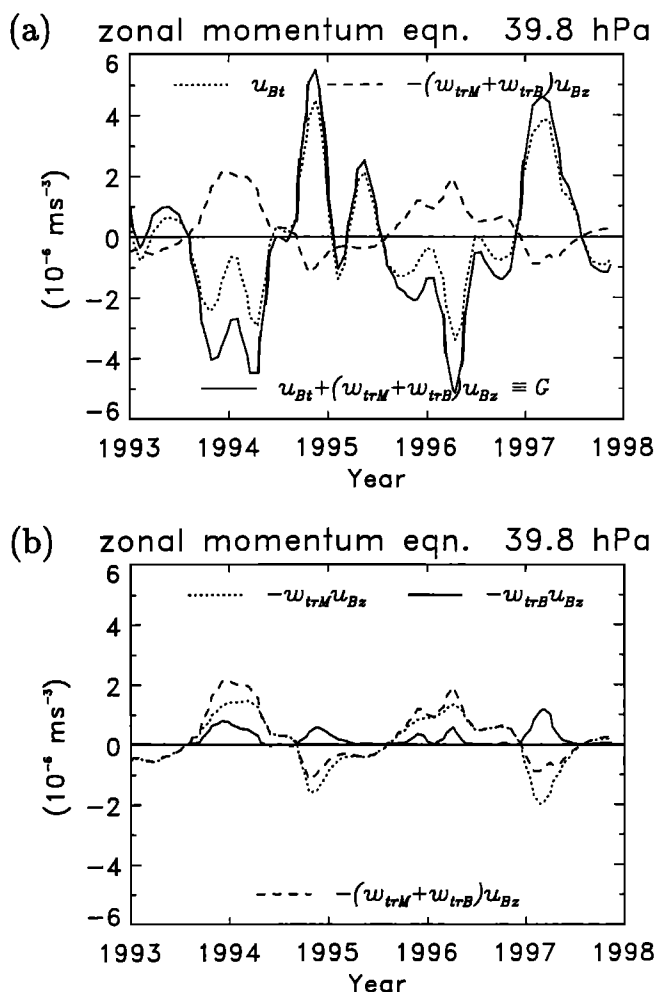 (a) zonal momentum eqn. 39.8 hPa
6
u_Bt -(w_trM+w_trB)u_Bz
4
2
0
-2
-4
-6
(10⁻⁶ ms⁻³)
u_Bt+(w_trM+w_trB)u_Bz ≡ G
1993 1994 1995 1996 1997 1998
Year
(b) zonal momentum eqn. 39.8 hPa
6
-w_trM u_Bz -w_trB u_Bz
4
2
0
-2
-4
-6
(10⁻⁶ ms⁻³)
-(w_trM+w_trB)u_Bz
1993 1994 1995 1996 1997 1998
Year